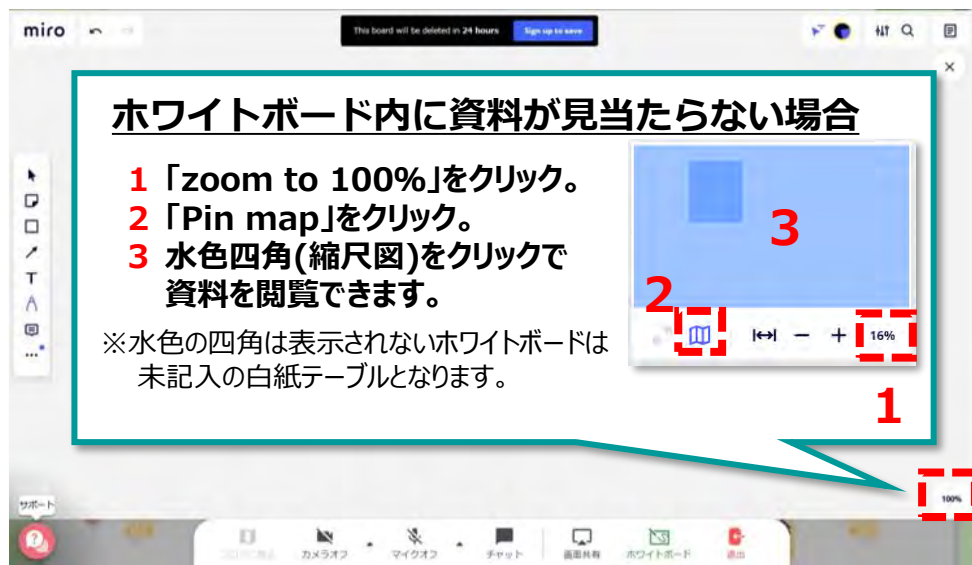 miro
This board will be deleted in 24 hours
Sign up to save
ホワイトボード内に資料が見当たらない場合
1 「zoom to 100%」をクリック。
2 「Pin map」をクリック。
3 水色四角(縮尺図)をクリックで
資料を閲覧できます。
※水色の四角は表示されないホワイトボードは
未記入の白紙テーブルとなります。
3
2
16%
1
T
100%
サポート
カメラオフ
マイクオフ
チャット
画面共有
ホワイトボード
退出